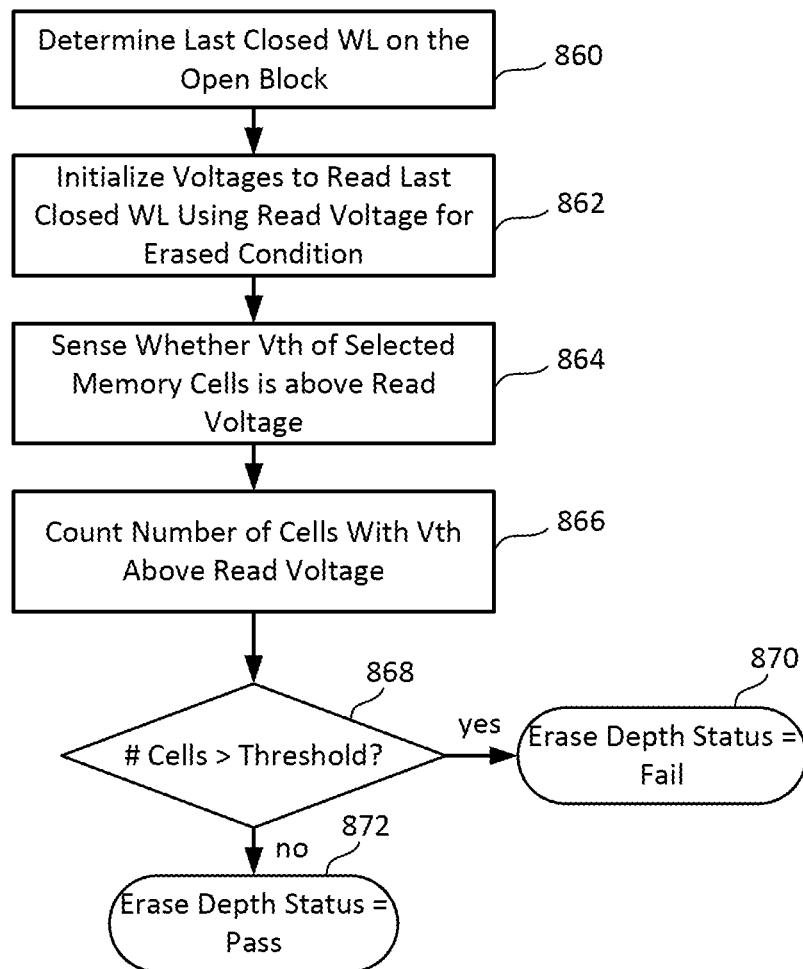 Determine Last Closed WL on the
Open Block
860
Initialize Voltages to Read Last
Closed WL Using Read Voltage for
Erased Condition
862
Sense Whether Vth of Selected
Memory Cells is above Read
Voltage
864
Count Number of Cells With Vth
Above Read Voltage
866
868
# Cells > Threshold?
yes
870
Erase Depth Status =
Fail
no
872
Erase Depth Status =
Pass